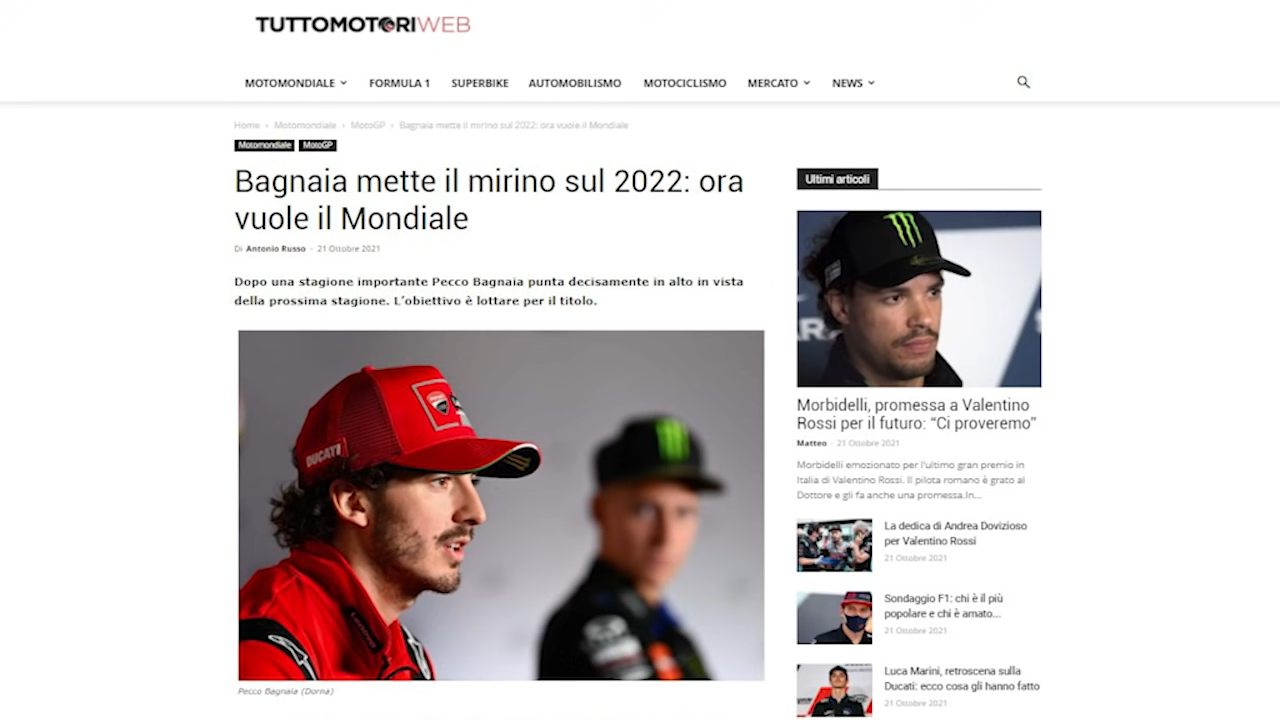 TUTTOMOTORIWEB
MOTOMONDIALE FORMULA 1 SUPERBIKE AUTOMOBILISMO MOTOCICLISMO MERCATO NEWS
Home › Motomondiale › MotoGP › Bagnaia mette il mirino sul 2022: ora vuole il Mondiale
Motomondiale MotoGP
Bagnaia mette il mirino sul 2022: ora
vuole il Mondiale
Di Antonio Russo - 21 Ottobre 2021
Dopo una stagione importante Pecco Bagnaia punta decisamente in alto in vista
della prossima stagione. L’obiettivo è lottare per il titolo.
DUCATI
Pecco Bagnaia (Dorna)
Ultimi articoli
Morbidelli, promessa a Valentino
Rossi per il futuro: “Ci proveremo”
Matteo - 21 Ottobre 2021
Morbidelli emozionato per l'ultimo gran premio in
Italia di Valentino Rossi. Il pilota romano è grato al
Dottore e gli fa anche una promessa.In...
La dedica di Andrea Dovizioso
per Valentino Rossi
21 Ottobre 2021
Sondaggio F1: chi è il più
popolare e chi è amato...
21 Ottobre 2021
Luca Marini, retroscena sulla
Ducati: ecco cosa gli hanno fatto
21 Ottobre 2021